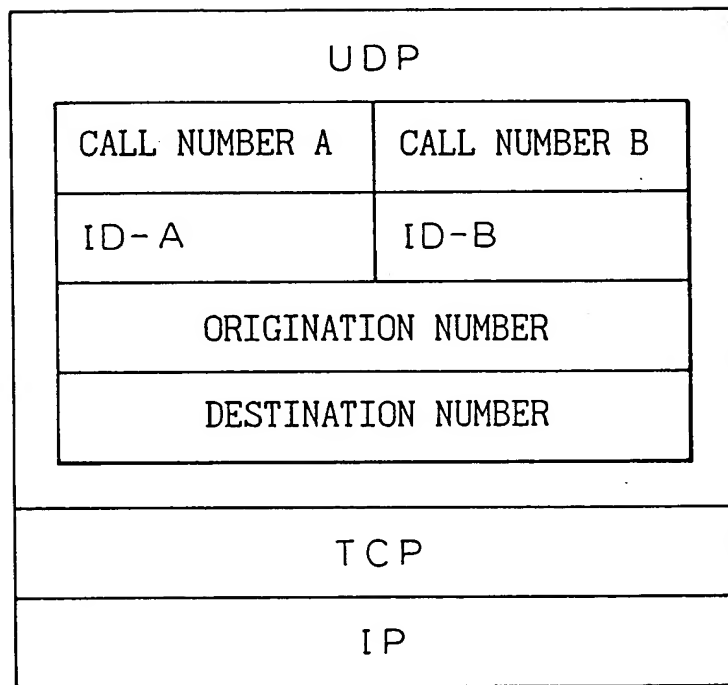 UDP
CALL NUMBER A CALL NUMBER B
ID-A ID-B
ORIGINATION NUMBER
DESTINATION NUMBER
TCP
IP